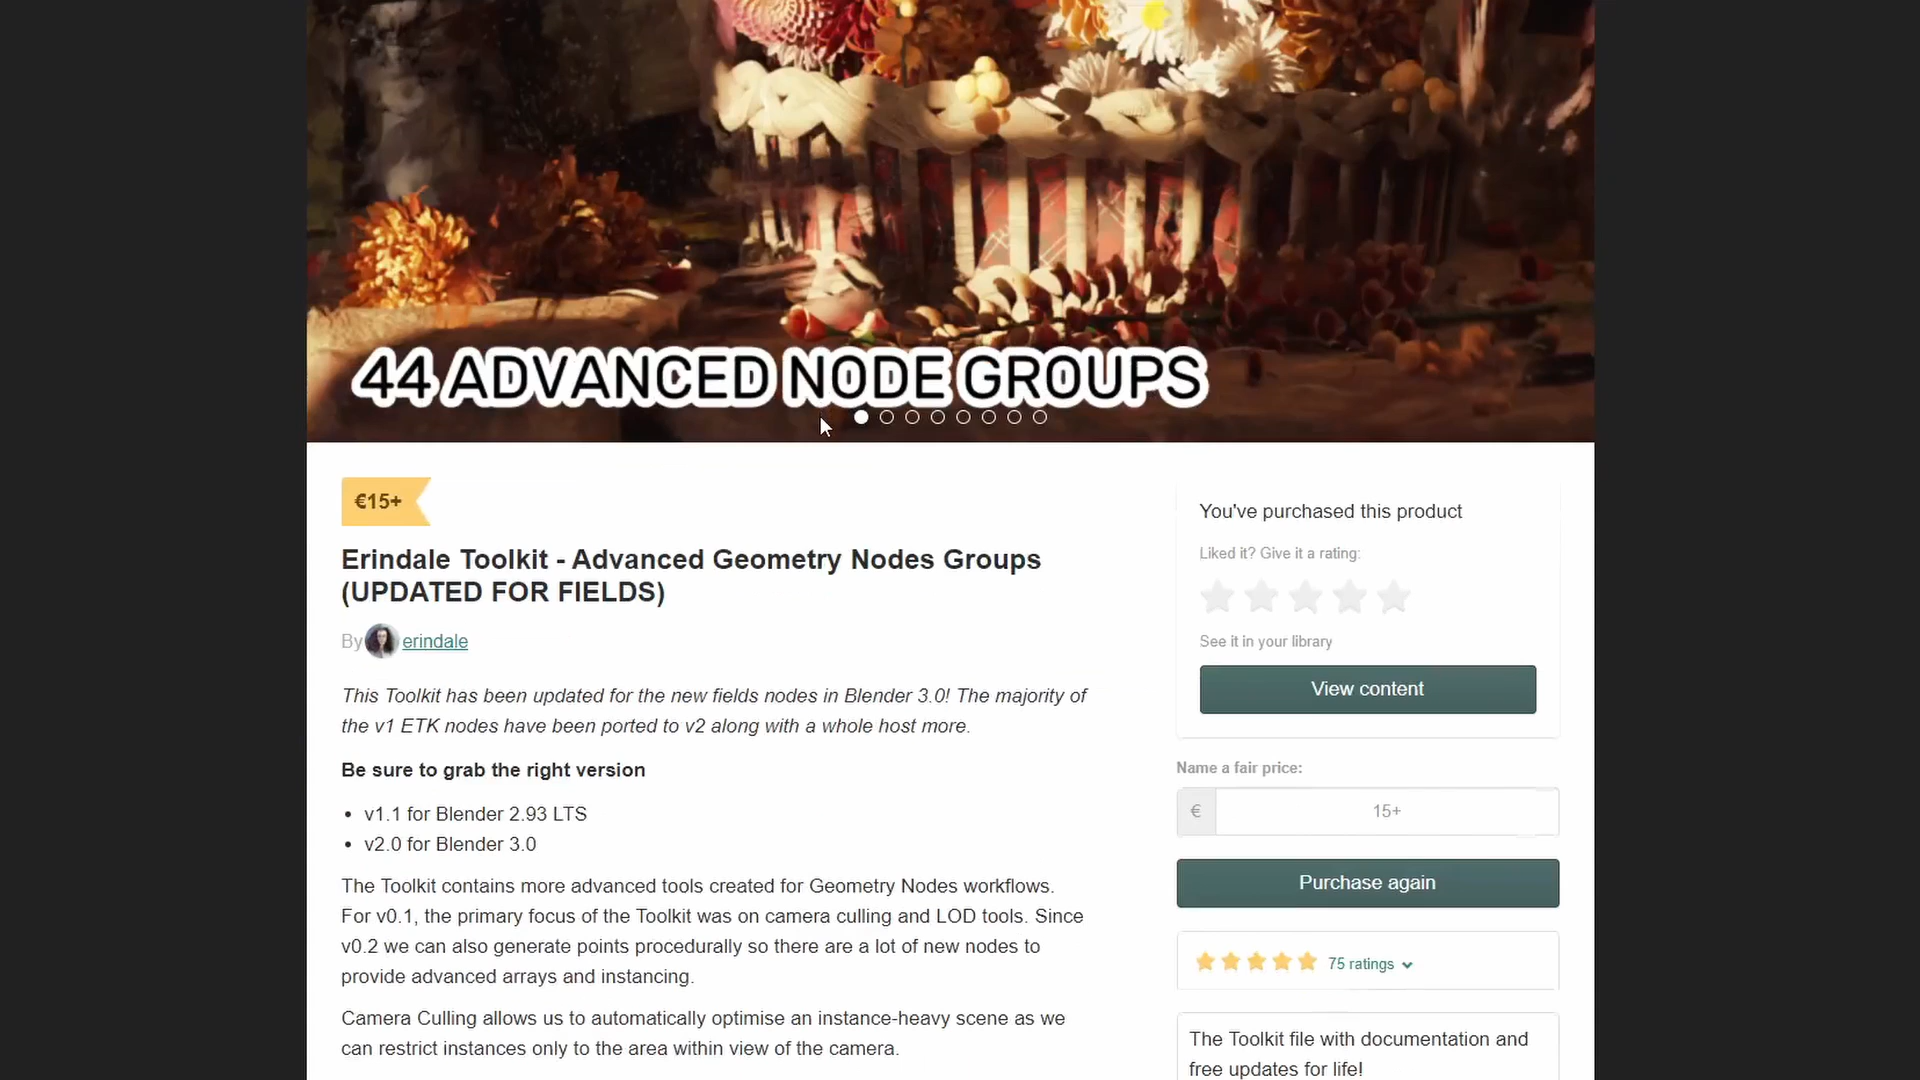 44 ADVANCED NODE GROUPS
€15+
Erindale Toolkit - Advanced Geometry Nodes Groups
(UPDATED FOR FIELDS)
By erindale
This Toolkit has been updated for the new fields nodes in Blender 3.0! The majority of
the v1 ETK nodes have been ported to v2 along with a whole host more.
Be sure to grab the right version
• v1.1 for Blender 2.93 LTS
• v2.0 for Blender 3.0
The Toolkit contains more advanced tools created for Geometry Nodes workflows.
For v0.1, the primary focus of the Toolkit was on camera culling and LOD tools. Since
v0.2 we can also generate points procedurally so there are a lot of new nodes to
provide advanced arrays and instancing.
Camera Culling allows us to automatically optimise an instance-heavy scene as we
can restrict instances only to the area within view of the camera.
You've purchased this product
Liked it? Give it a rating:
See it in your library
View content
Name a fair price:
€ 15+
Purchase again
75 ratings
The Toolkit file with documentation and
free updates for life!